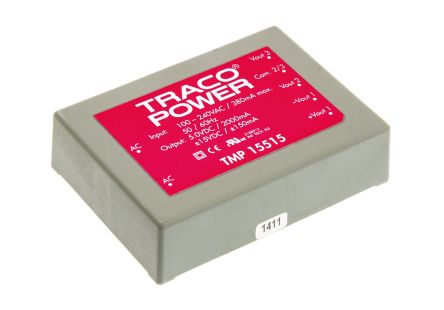 TRACO®
POWER
Input: 100 - 240VAC / 380mA max.
50 / 60Hz
Output: 5.0VDC / 2000mA
±15VDC / ±150mA
TMP 15515
AC
AC
Vout 3
Com. 2/3
Vout 2
-Vout 1
+Vout 1
CE
1411